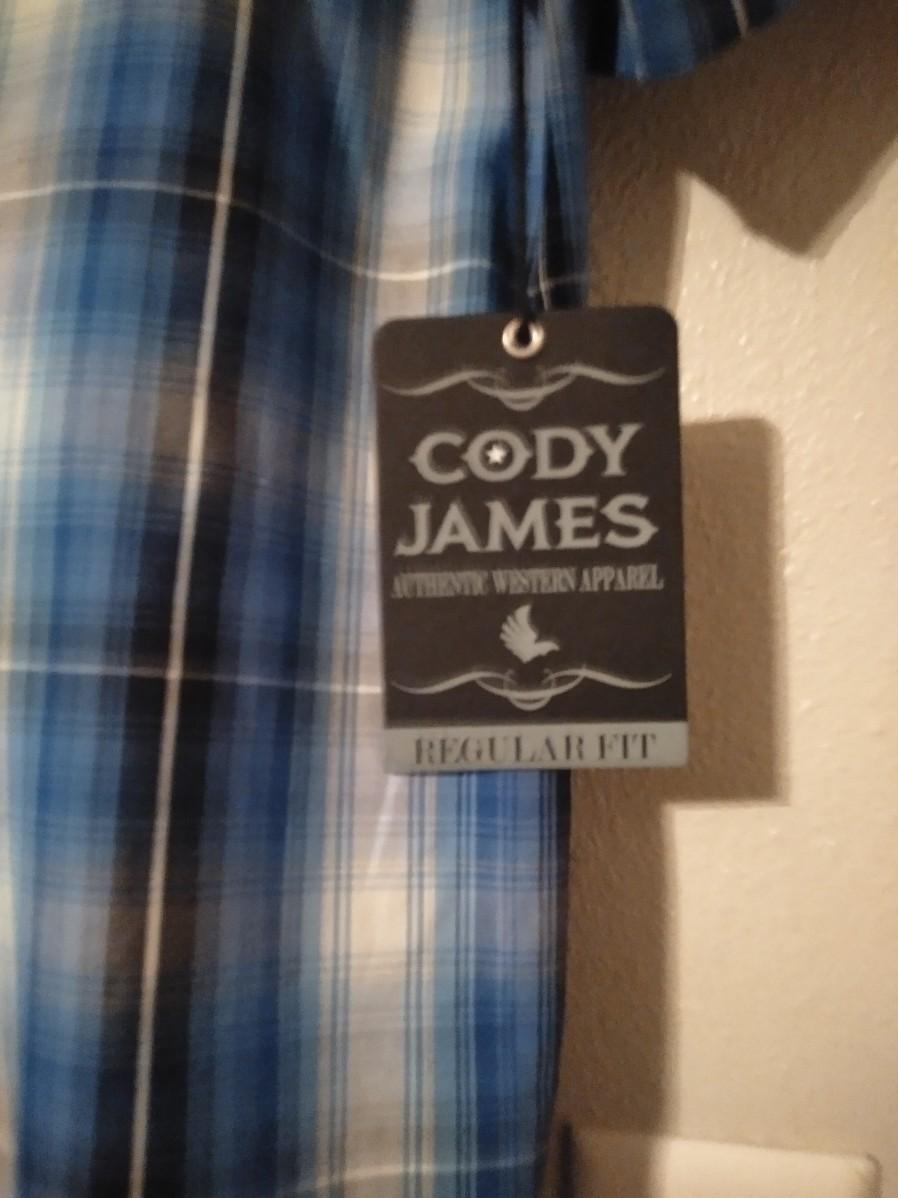 CODY
JAMES
AUTHENTIC WESTERN APPAREL
REGULAR FIT